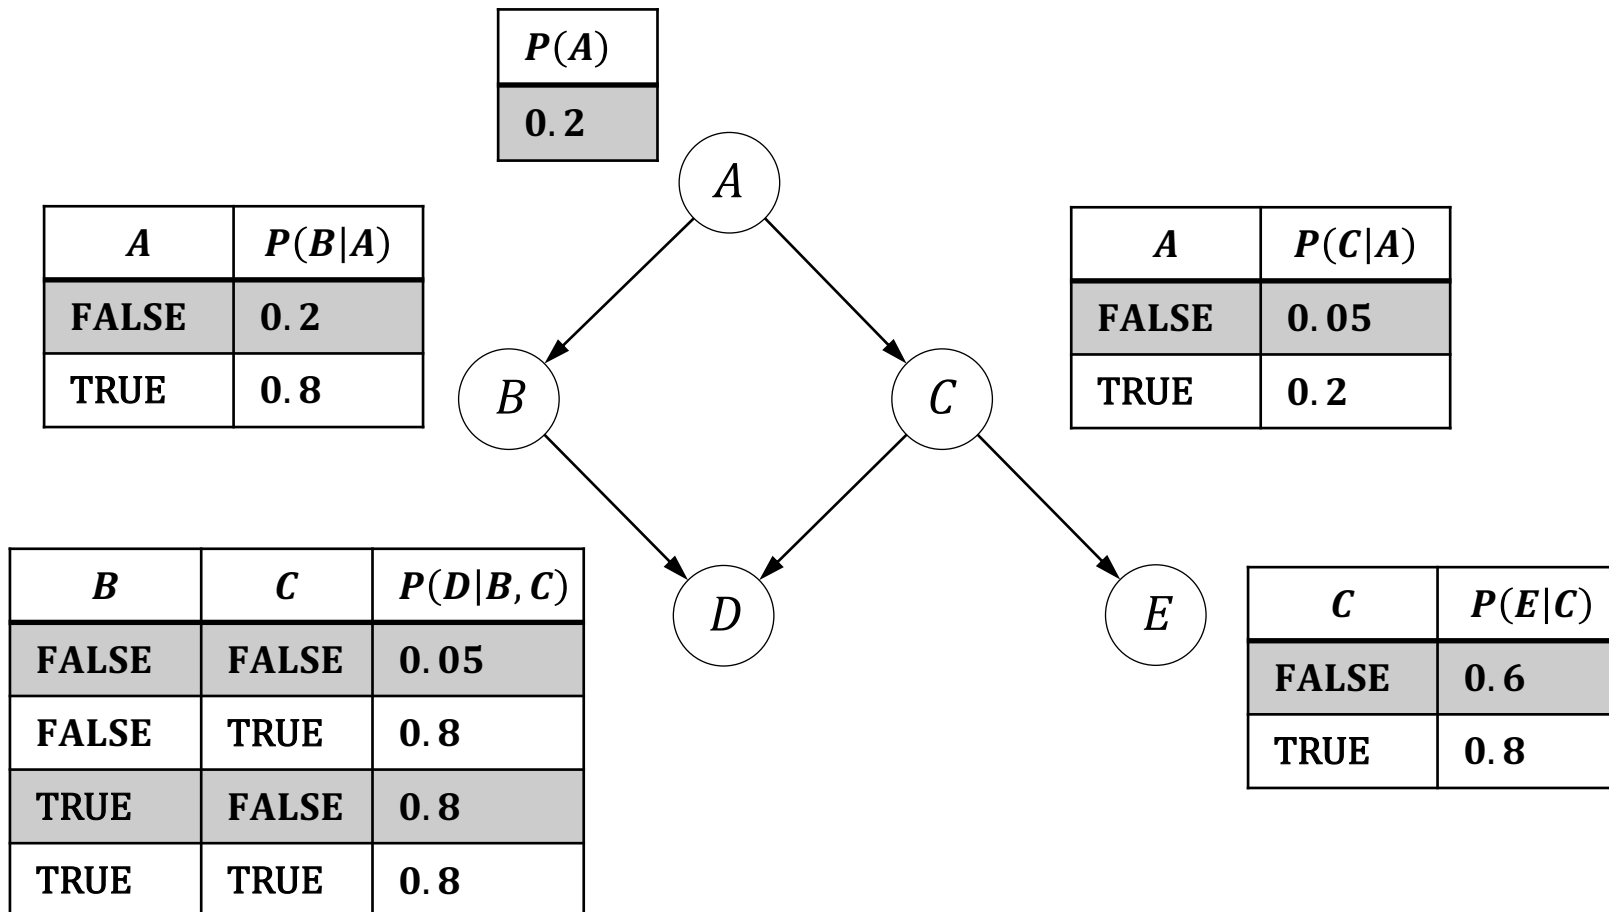 P(A)
0.2
A
A P(B|A)
FALSE 0.2
TRUE 0.8
A P(C|A)
FALSE 0.05
TRUE 0.2
B
C
B C P(D|B,C)
FALSE FALSE 0.05
FALSE TRUE 0.8
TRUE FALSE 0.8
TRUE TRUE 0.8
D
E
C P(E|C)
FALSE 0.6
TRUE 0.8